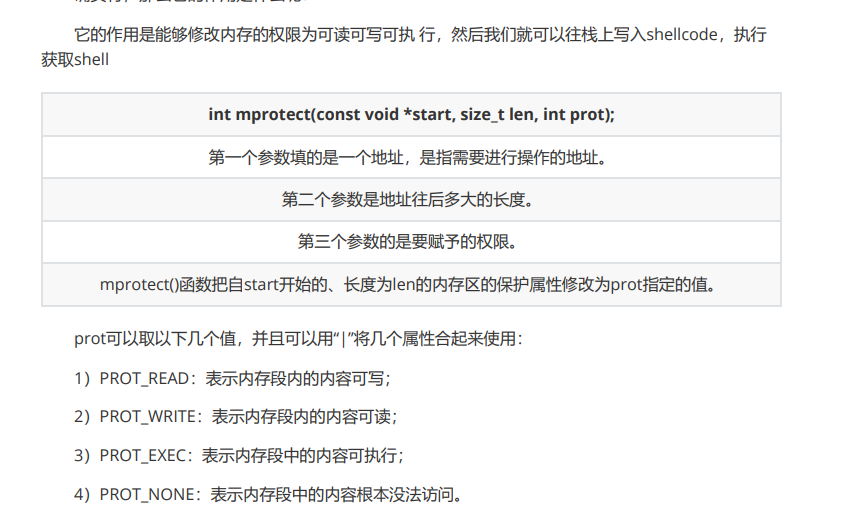 它的作用是能够修改内存的权限为可读可写可执 行，然后我们就可以往栈上写入shellcode，执行
获取shell
int mprotect(const void *start, size_t len, int prot);
第一个参数填的是一个地址，是指需要进行操作的地址。
第二个参数是地址往后多大的长度。
第三个参数的是要赋予的权限。
mprotect()函数把自start开始的、长度为len的内存区的保护属性修改为prot指定的值。
prot可以取以下几个值，并且可以用“|”将几个属性合起来使用：
1）PROT_READ：表示内存段内的内容可写；
2）PROT_WRITE：表示内存段内的内容可读；
3）PROT_EXEC：表示内存段中的内容可执行；
4）PROT_NONE：表示内存段中的内容根本没法访问。